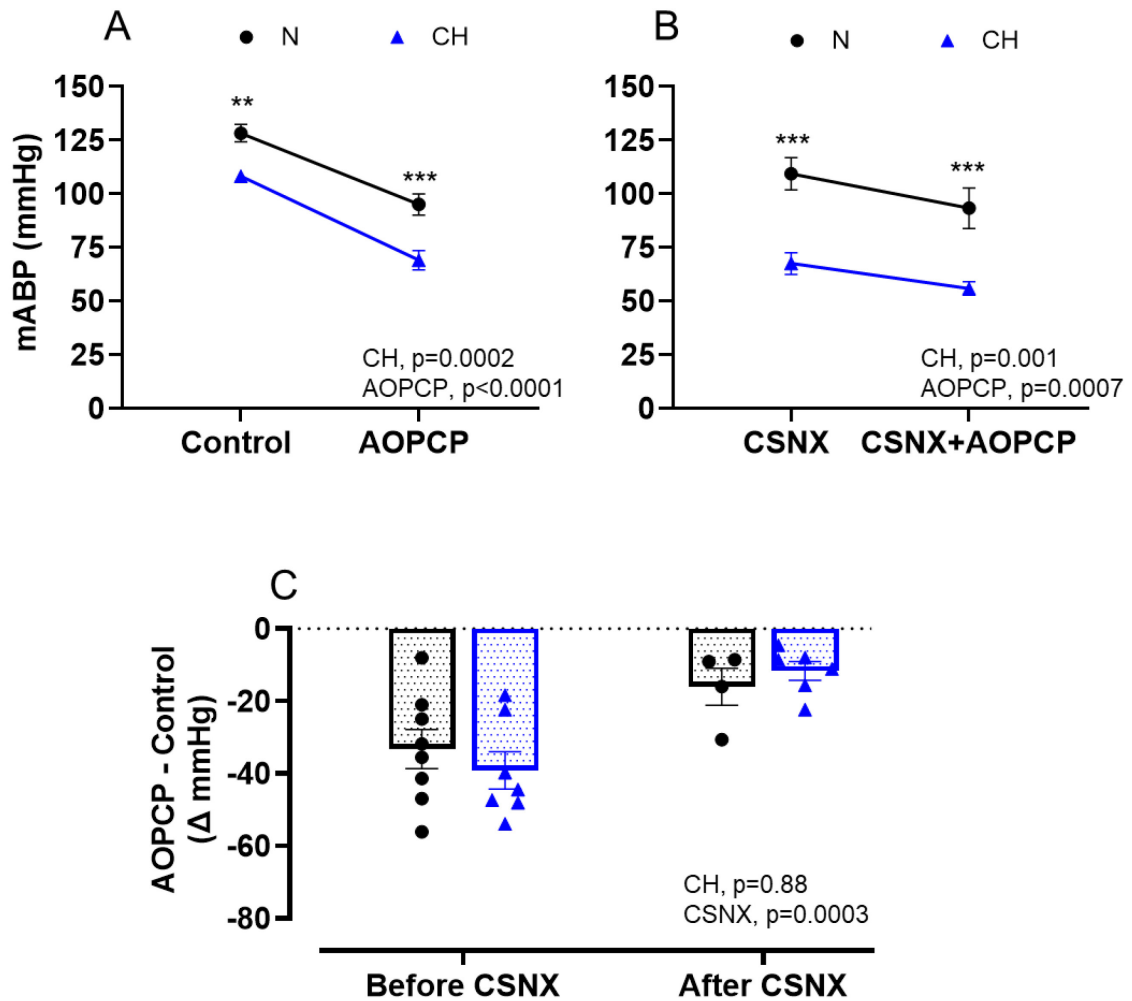 A
N CH
mABP (mmHg)
150
125
100
75
50
25
0
**
***
CH, p=0.0002
AOPCP, p<0.0001
Control AOPCP
B
N CH
150
125
100
75
50
25
0
***
***
CH, p=0.001
AOPCP, p=0.0007
CSNX CSNX+AOPCP
C
AOPCP - Control
(Δ mmHg)
0
-20
-40
-60
-80
CH, p=0.88
CSNX, p=0.0003
Before CSNX After CSNX